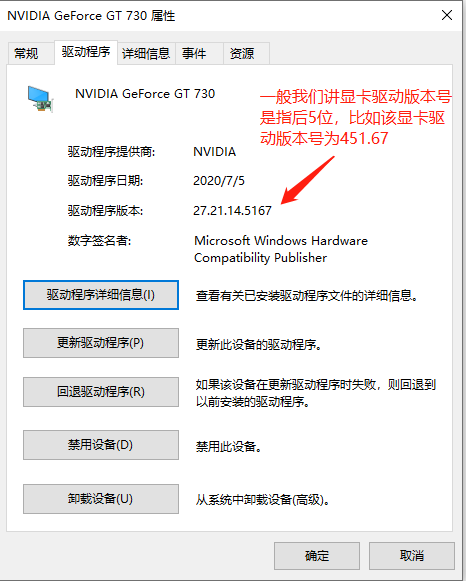 NVIDIA GeForce GT 730 属性
常规 驱动程序 详细信息 事件 资源
NVIDIA GeForce GT 730
一般我们讲显卡驱动版本号
是指后5位，比如该显卡驱
动版本号为451.67
驱动程序提供商: NVIDIA
驱动程序日期: 2020/7/5
驱动程序版本: 27.21.14.5167
数字签名者: Microsoft Windows Hardware
Compatibility Publisher
驱动程序详细信息(I) 查看有关已安装驱动程序文件的详细信息。
更新驱动程序(P) 更新此设备的驱动程序。
回退驱动程序(R) 如果该设备在更新驱动程序时失败，则回退到
以前安装的驱动程序。
禁用设备(D) 禁用此设备。
卸载设备(U) 从系统中卸载设备(高级)。
确定 取消